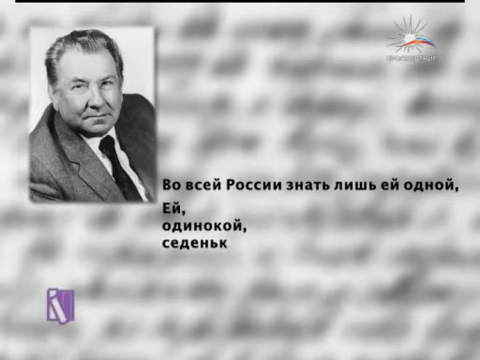 Во всей России знать лишь ей одной,
Ей,
одинокой,
седеньк